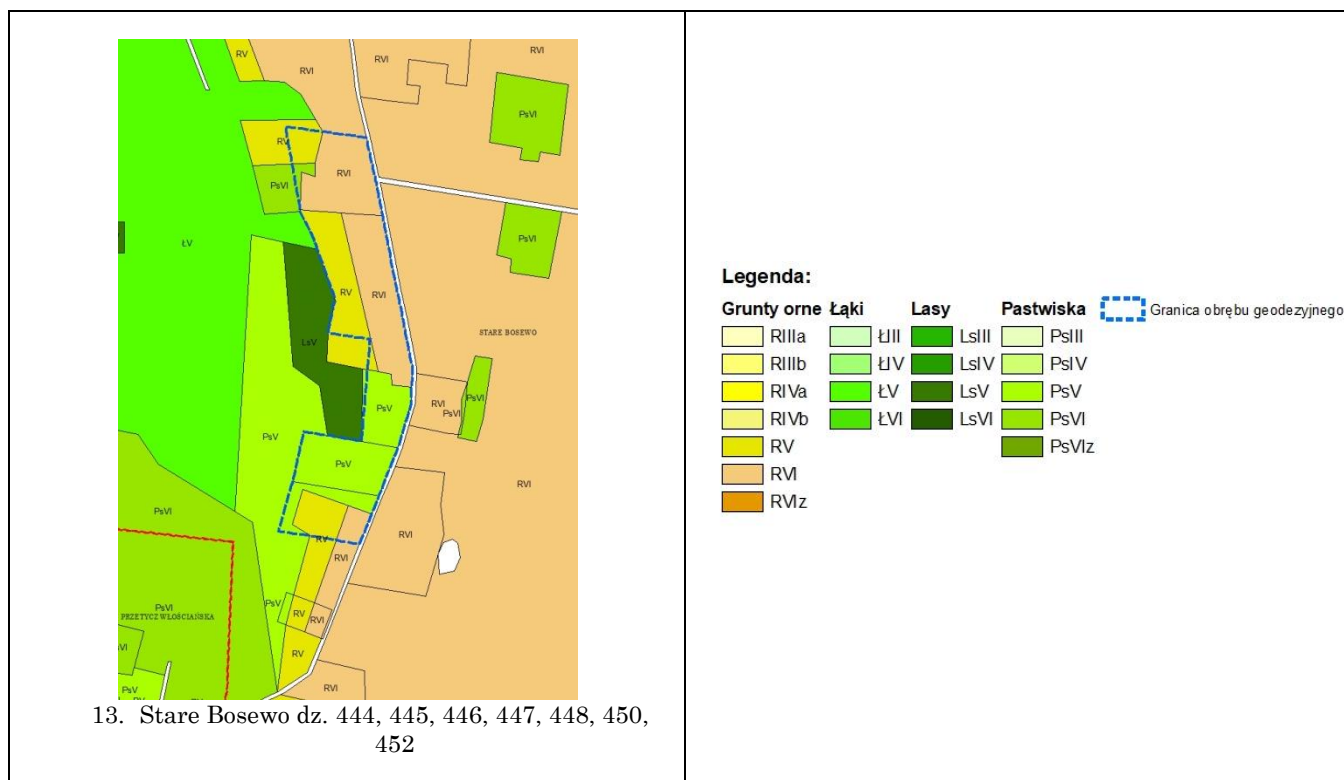 RV
RVI
RVI
RVI
PsVI
RV
RVI
PsVI
PsVI
ŁV
RV
RVI
STARE BOSEWO
LsV
PsV
RVI
PsVI
PsVI
PsV
PsV
RVI
PsVI
RV
RVI
RVI
PsVI
PRZETYCZ WŁOŚCIAŃSKA
PsV
RV
RVI
RV
RVI
PsV
13. Stare Bosewo dz. 444, 445, 446, 447, 448, 450,
452
Legenda:
Grunty orne Łąki Lasy Pastwiska Granica obrębu geodezyjnego
RIIIa ŁIII LsIII PsIII
RIIIb ŁIV LsIV PsIV
RIVa ŁV LsV PsV
RIVb ŁVI LsVI PsVI
RV PsVIz
RVI
RVIz